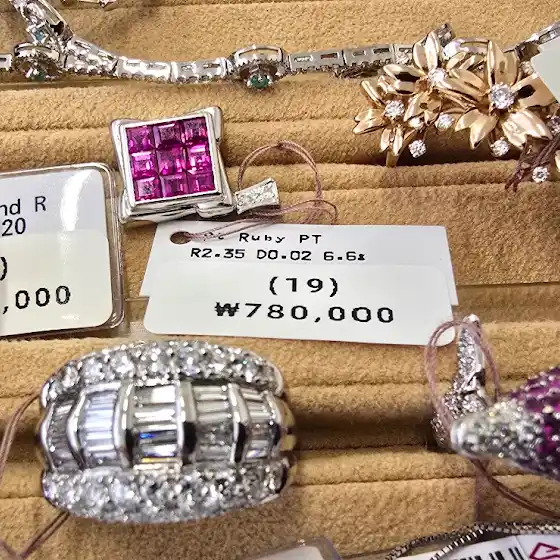 nd R
20
)
,000
Ruby PT
R2.35 D0.02 6.6g
(19)
₩780,000